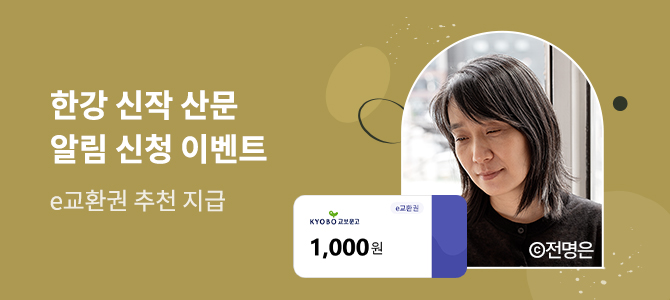 한강 신작 산문
알림 신청 이벤트
e교환권 추천 지급
e교환권
KYOBO 교보문고
1,000원
ⓒ전명은